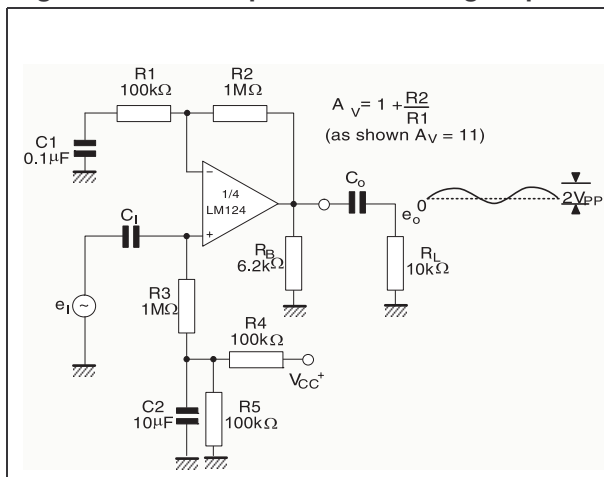 R1
100kΩ
R2
1MΩ
A V = 1 + R2/R1
(as shown A V = 11)
C1
0.1μF
1/4
LM124
−
+
CI
Co
eo
0
2VPP
RB
6.2kΩ
RL
10kΩ
eI
~
R3
1MΩ
R4
100kΩ
VCC+
C2
10μF
R5
100kΩ